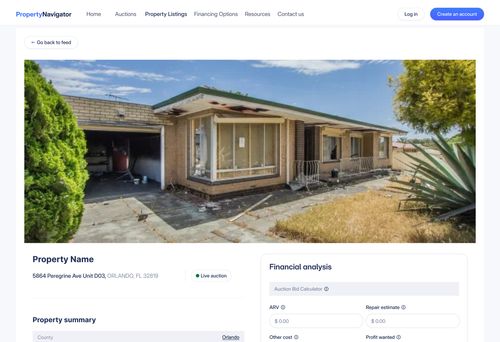 PropertyNavigator
Home Auctions Property Listings Financing Options Resources Contact us
Log in
Create an account
← Go back to feed
Property Name
5864 Peregrine Ave Unit D03, ORLANDO, FL 32819
Live auction
Property summary
County Orlando
Financial analysis
Auction Bid Calculator
ARV Repair estimate
$ 0.00 $ 0.00
Other cost Profit wanted